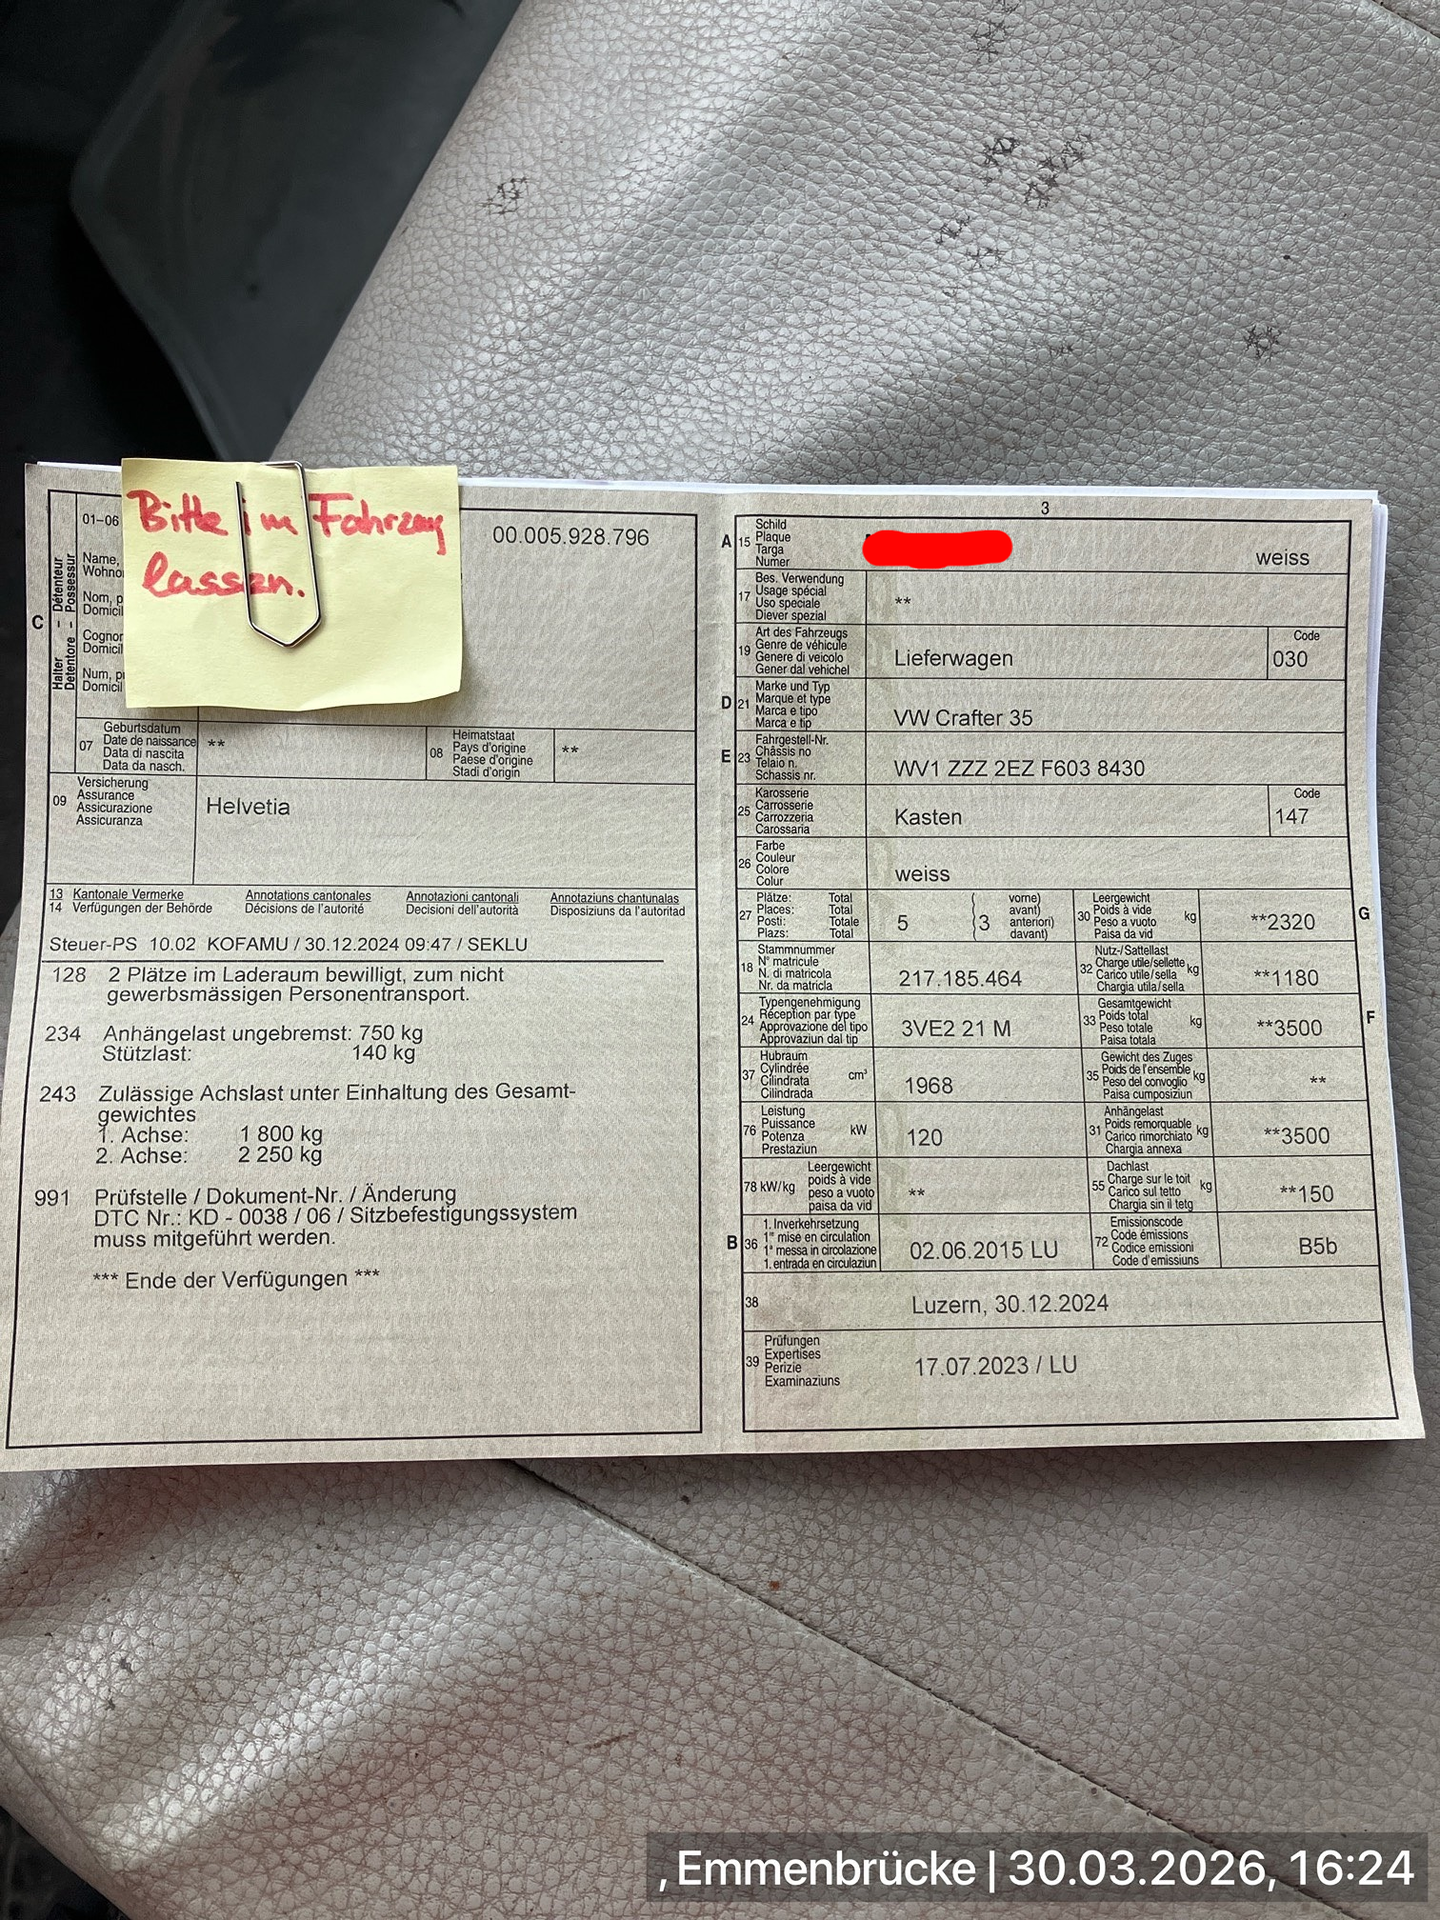 Bitte im Fahrzeug
lassen.
C
Halter – Détenteur
Detentore – Possessur
01–06
00.005.928.796
Name,
Nom, p
Domicil
Cognor
Domicil
Num, p
Domicil
07
Geburtsdatum
Date de naissance
Data di nascita
Data da nasch.
**
08
Heimatstaat
Pays d'origine
Paese d'origine
Stadi d'origin
**
09
Versicherung
Assurance
Assicurazione
Assicuranza
Helvetia
13 Kantonale Vermerke Annotations cantonales Annotazioni cantonali Annotaziuns chantunalas
14 Verfügungen der Behörde Décisions de l'autorité Decisioni dell'autorità Disposiziuns da l'autoritad
Steuer-PS 10.02 KOFAMU / 30.12.2024 09:47 / SEKLU
128 2 Plätze im Laderaum bewilligt, zum nicht
gewerbsmässigen Personentransport.
234 Anhängelast ungebremst: 750 kg
Stützlast: 140 kg
243 Zulässige Achslast unter Einhaltung des Gesamt-
gewichtes
1. Achse: 1 800 kg
2. Achse: 2 250 kg
991 Prüfstelle / Dokument-Nr. / Änderung
DTC Nr.: KD - 0038 / 06 / Sitzbefestigungssystem
muss mitgeführt werden.
*** Ende der Verfügungen ***
3
A 15
Schild
Plaque
Targa
Numer
weiss
17
Bes. Verwendung
Usage spécial
Uso speciale
Diever spezial
**
19
Art des Fahrzeugs
Genre de véhicule
Genere di veicolo
Gener dal vehichel
Lieferwagen
Code
030
D 21
Marke und Typ
Marque et type
Marca e tipo
Marca e tip
VW Crafter 35
E 23
Fahrgestell-Nr.
Châssis no
Telaio n.
Schassis nr.
WV1 ZZZ 2EZ F603 8430
25
Karosserie
Carrosserie
Carrozzeria
Carossaria
Kasten
Code
147
26
Farbe
Couleur
Colore
Colur
weiss
27
Plätze: Total
Places: Total
Posti: Totale
Plazs: Total
5
3
vorne)
avant)
anteriori)
davant)
30
Leergewicht
Poids à vide
Peso a vuoto
Paisa da vid
kg
**2320
G
18
Stammnummer
N° matricule
N. di matricola
Nr. da matricla
217.185.464
32
Nutz-/Sattellast
Charge utile/sellette
Carico utile/sella
Chargia utila/sella
kg
**1180
24
Typengenehmigung
Réception par type
Approvazione del tipo
Approvaziun dal tip
3VE2 21 M
33
Gesamtgewicht
Poids total
Peso totale
Paisa totala
kg
**3500
F
37
Hubraum
Cylindrée
Cilindrata
Cilindrada
cm³
1968
35
Gewicht des Zuges
Poids de l'ensemble
Peso del convoglio
Paisa cumposiziun
kg
**
76
Leistung
Puissance
Potenza
Prestaziun
kW
120
31
Anhängelast
Poids remorquable
Carico rimorchiato
Chargia annexa
kg
**3500
78 kW/kg
Leergewicht
poids à vide
peso a vuoto
paisa da vid
**
55
Dachlast
Charge sur le toit
Carico sul tetto
Chargia sin il tetg
kg
**150
B 36
1. Inverkehrsetzung
1re mise en circulation
1a messa in circolazione
1. entrada en circulaziun
02.06.2015 LU
72
Emissionscode
Code émissions
Codice emissioni
Code d'emissiuns
B5b
38
Luzern, 30.12.2024
39
Prüfungen
Expertises
Perizie
Examinaziuns
17.07.2023 / LU
, Emmenbrücke | 30.03.2026, 16:24